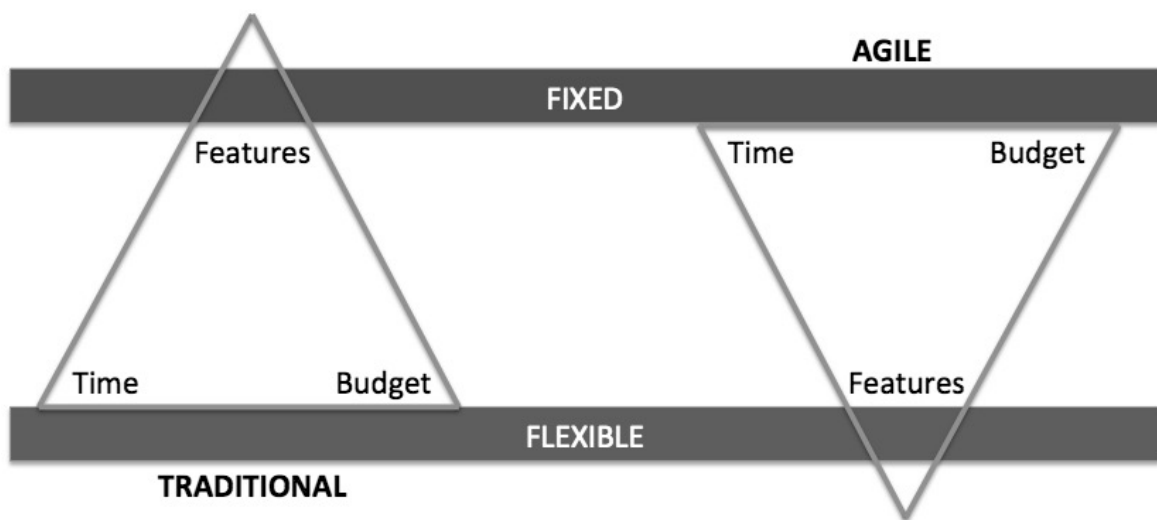 AGILE
FIXED
Features
Time Budget
Time Budget
Features
FLEXIBLE
TRADITIONAL